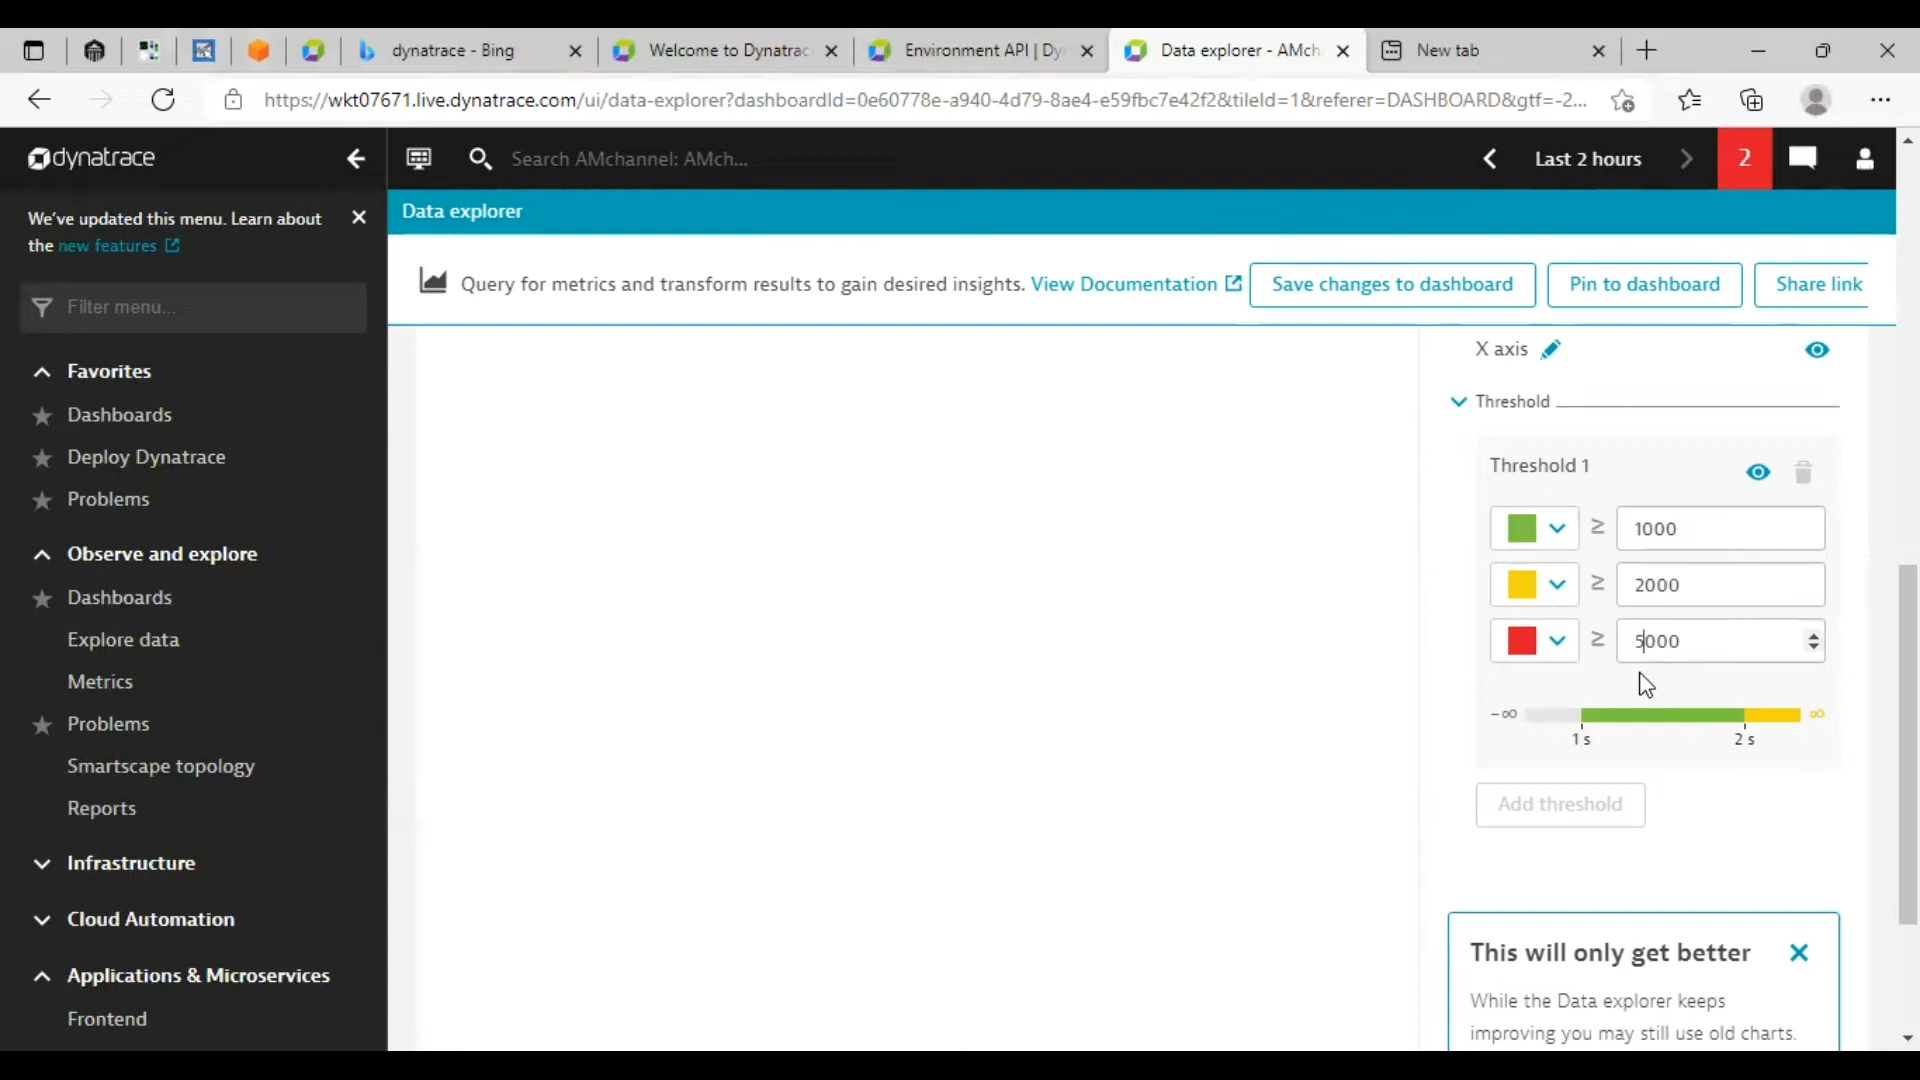 dynatrace - Bing
Welcome to Dynatrac
Environment API | Dy
Data explorer - AMch
New tab
https://wkt07671.live.dynatrace.com/ui/data-explorer?dashboardId=0e60778e-a940-4d79-8ae4-e59fbc7e42f2&tileId=1&referer=DASHBOARD&gtf=-2...
dynatrace
Search AMchannel: AMch...
Last 2 hours
2
We've updated this menu. Learn about
the new features
Data explorer
Query for metrics and transform results to gain desired insights. View Documentation
Save changes to dashboard
Pin to dashboard
Share link
Filter menu...
Favorites
Dashboards
Deploy Dynatrace
Problems
Observe and explore
Dashboards
Explore data
Metrics
Problems
Smartscape topology
Reports
Infrastructure
Cloud Automation
Applications & Microservices
Frontend
X axis
Threshold
Threshold 1
≥ 1000
≥ 2000
≥ 5000
-∞ ∞
1 s 2 s
Add threshold
This will only get better
While the Data explorer keeps
improving you may still use old charts.